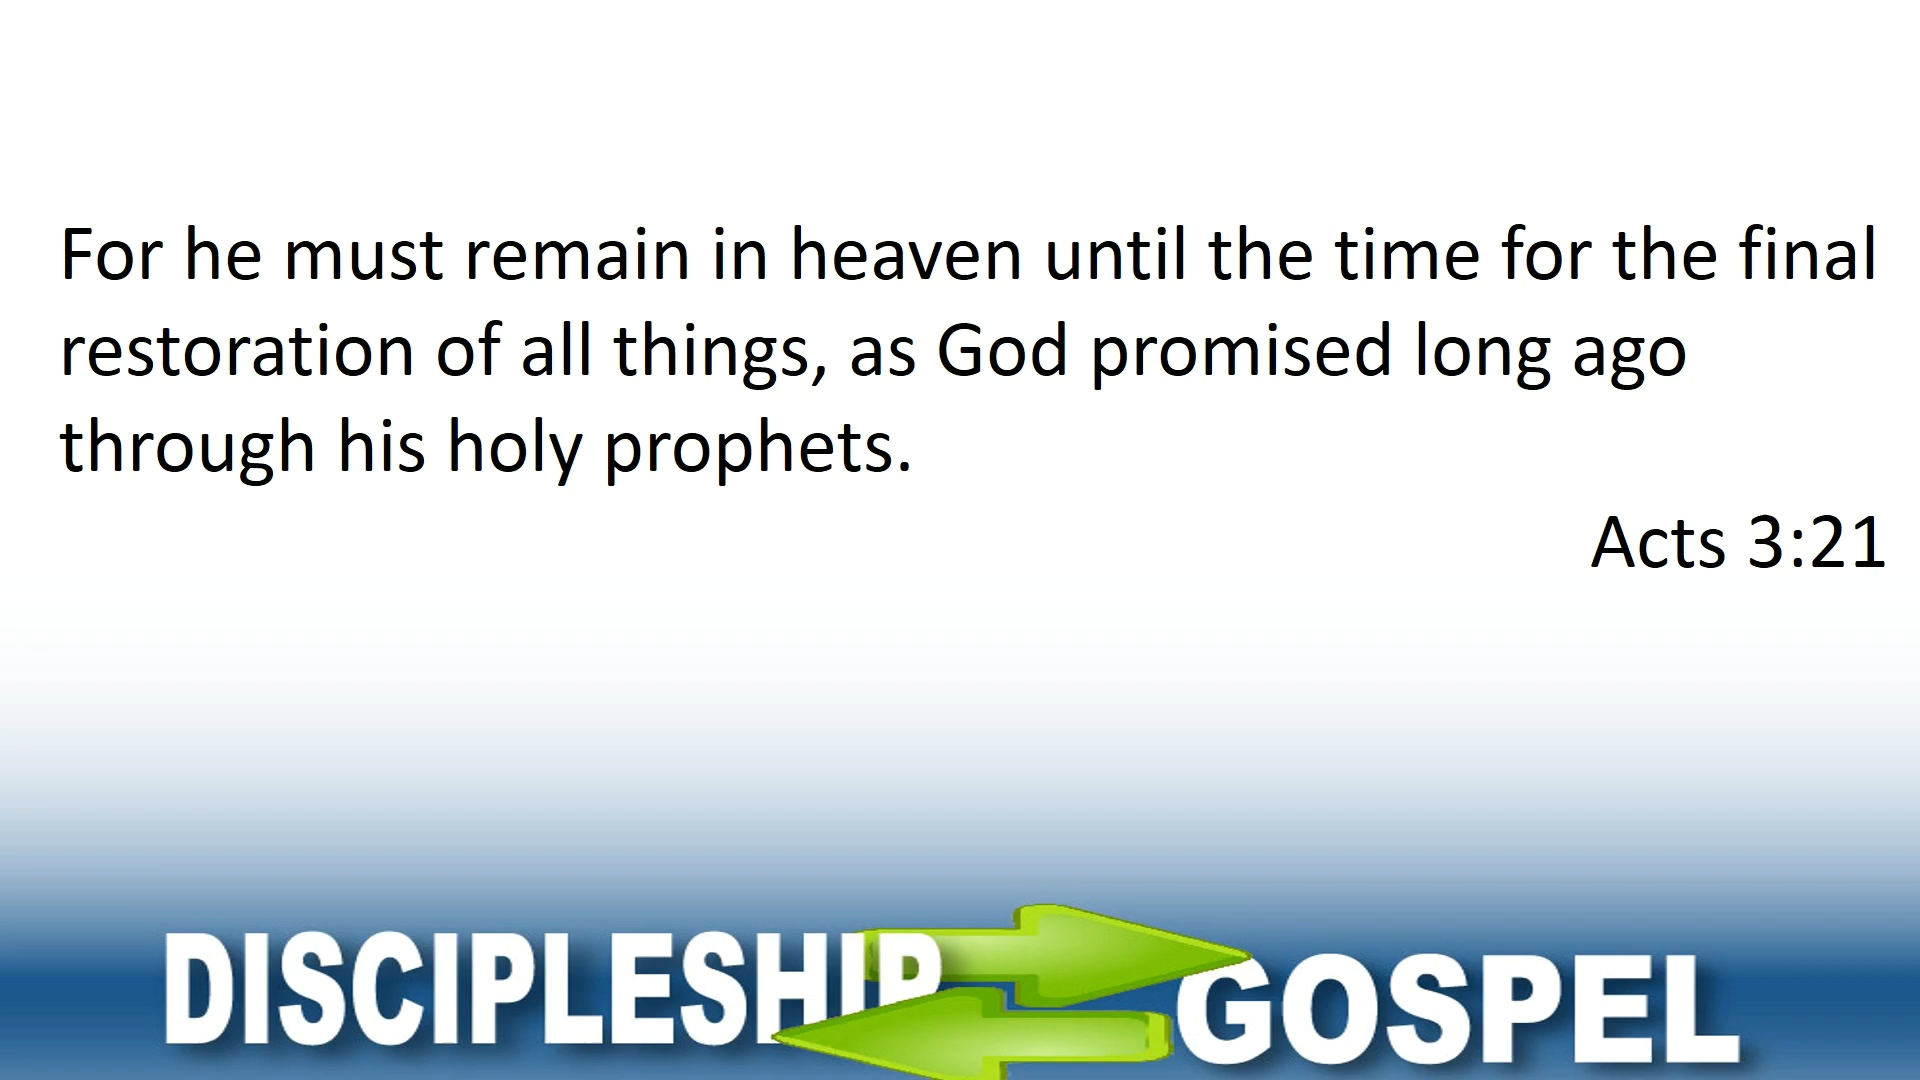 For he must remain in heaven until the time for the final
restoration of all things, as God promised long ago
through his holy prophets.
Acts 3:21
DISCIPLESHIP
GOSPEL